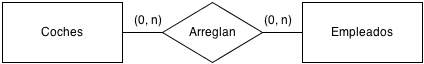 (0, n) (0, n)
Coches Arreglan Empleados